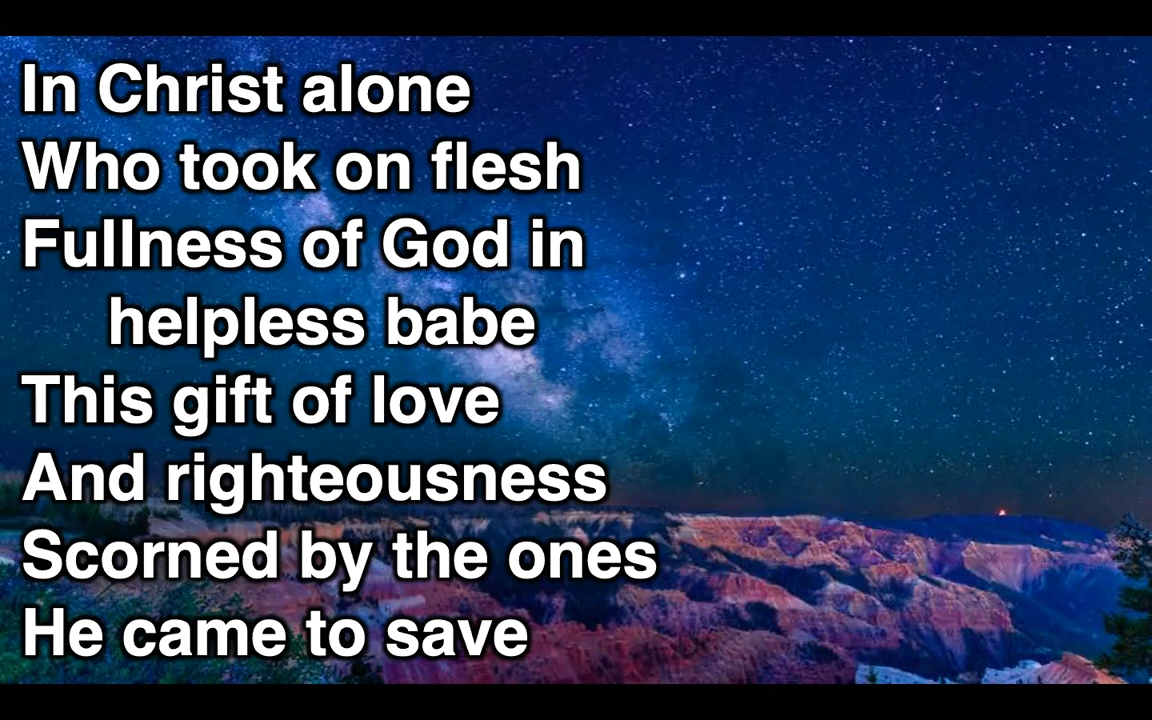 In Christ alone
Who took on flesh
Fullness of God in
helpless babe
This gift of love
And righteousness
Scorned by the ones
He came to save